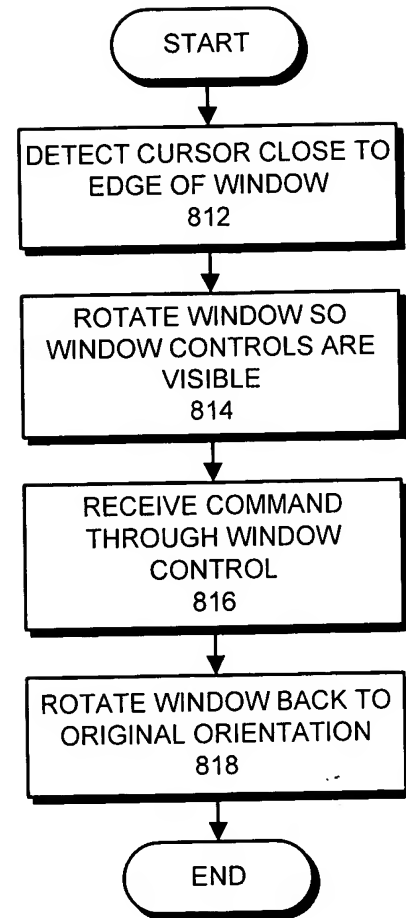 START
DETECT CURSOR CLOSE TO
EDGE OF WINDOW
812
ROTATE WINDOW SO
WINDOW CONTROLS ARE
VISIBLE
814
RECEIVE COMMAND
THROUGH WINDOW
CONTROL
816
ROTATE WINDOW BACK TO
ORIGINAL ORIENTATION
818
END